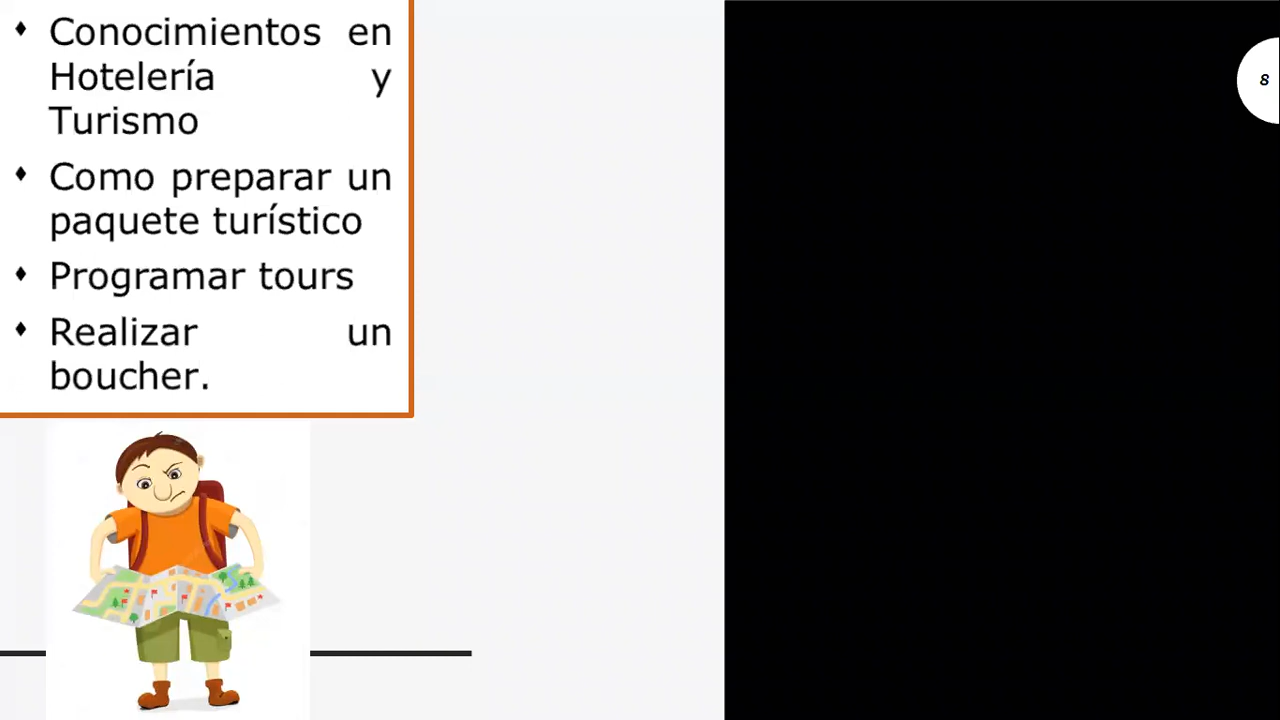 Conocimientos en
Hotelería y
Turismo
Como preparar un
paquete turístico
Programar tours
Realizar un
boucher.
8